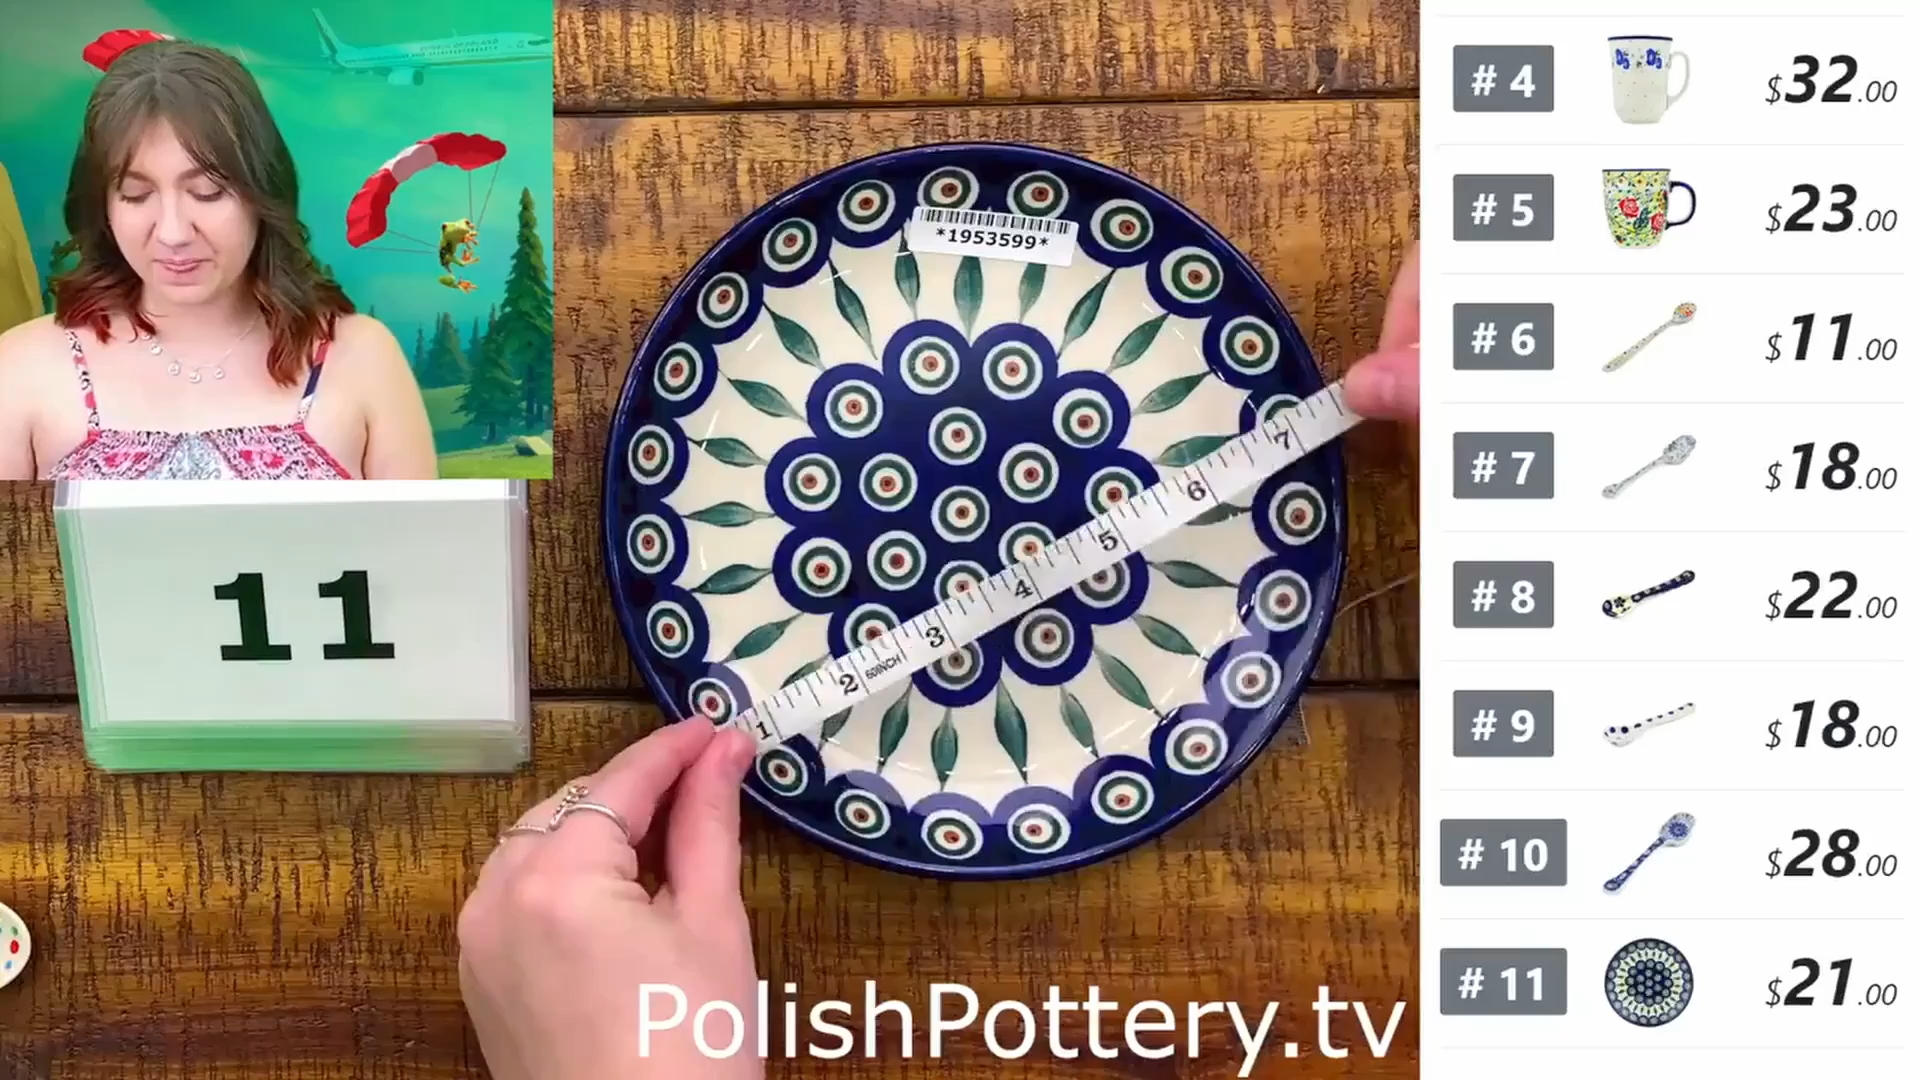 *1953599*
11
1 2 60INCH 3 4 5 6 7
PolishPottery.tv
# 4 $32.00
# 5 $23.00
# 6 $11.00
# 7 $18.00
# 8 $22.00
# 9 $18.00
# 10 $28.00
# 11 $21.00